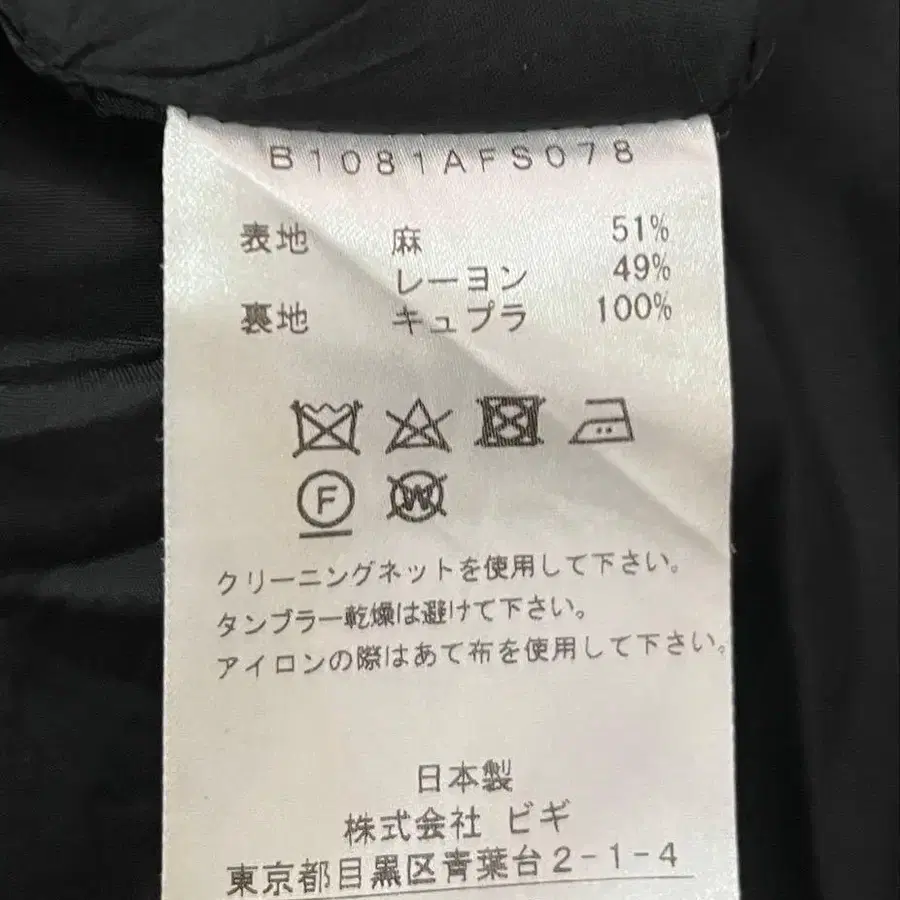 B1081AFS078
表地 麻 51%
レーヨン 49%
裏地 キュプラ 100%
F W
クリーニングネットを使用して下さい。
タンブラー乾燥は避けて下さい。
アイロンの際はあて布を使用して下さい。
日本製
株式会社 ビギ
東京都目黒区青葉台2-1-4